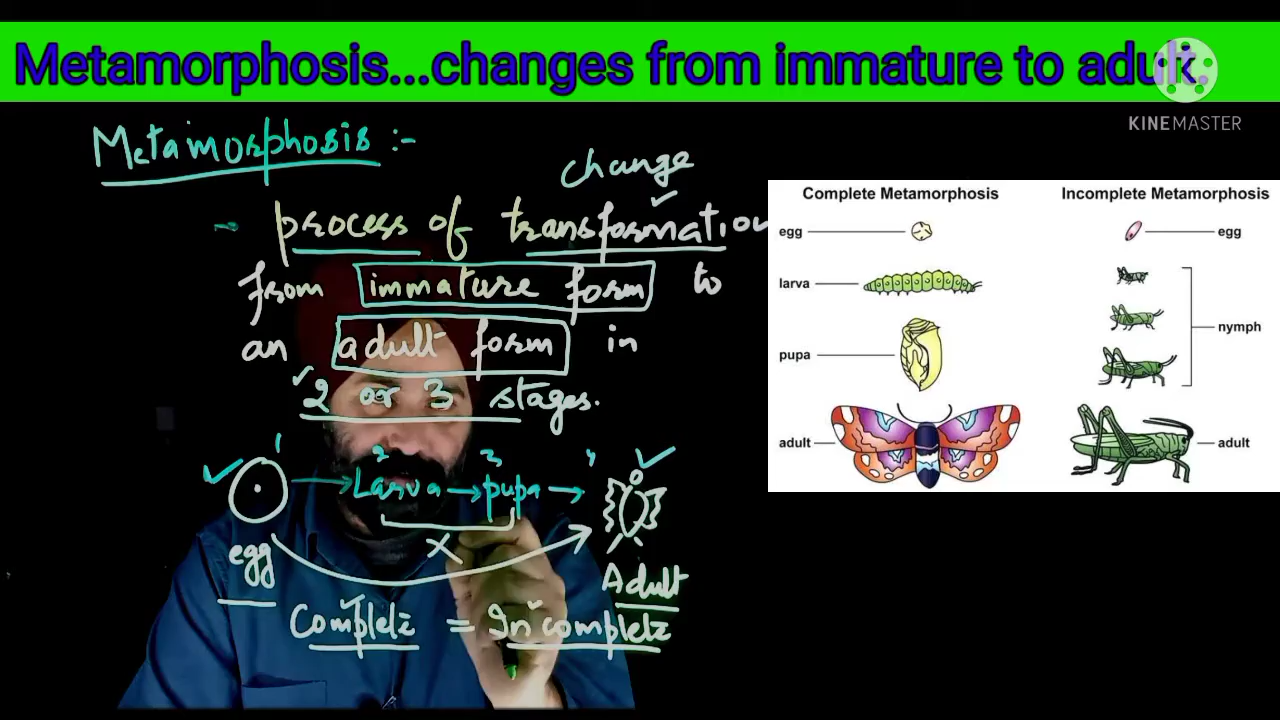 Metamorphosis...changes from immature to adu
KINEMASTER
Metamorphosis :-
change
process of transformation
from immature form to
an adult form in
2 or 3 stages.
1 2 3 4
Larva pupa
egg
Adult
Complete = Incomplete
Complete Metamorphosis Incomplete Metamorphosis
egg egg
larva
nymph
pupa
adult adult